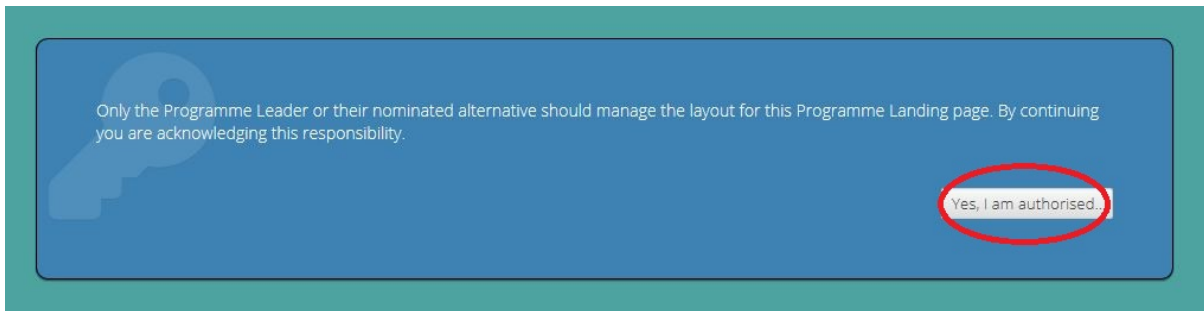 Only the Programme Leader or their nominated alternative should manage the layout for this Programme Landing page. By continuing
you are acknowledging this responsibility.
Yes, I am authorised...